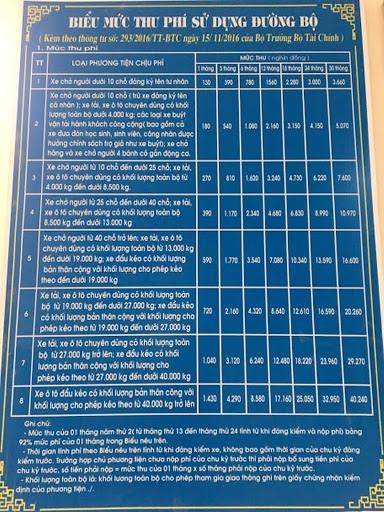 BIỂU MỨC THU PHÍ SỬ DỤNG ĐƯỜNG BỘ
( Kèm theo thông tư số: 293/2016/TT-BTC ngày 15/ 11/2016 của Bộ Trưởng Bộ Tài Chính )
1. Mức thu phí
TT
LOẠI PHƯƠNG TIỆN CHỊU PHÍ
MỨC THU ( nghìn đồng )
1 tháng 3 tháng 6 tháng 12 tháng 18 tháng 24 tháng 30 tháng
1 Xe chở người dưới 10 chỗ đăng ký tên tư nhân 130 390 780 1560 2.280 3.000 3.660
2 Xe chở người dưới 10 chỗ ( trừ xe đăng ký tên
cá nhân ); xe tải, xe ô tô chuyên dùng có khối
lượng toàn bộ dưới 4.000 kg; các loại xe buýt
vận tải hành khách công cộng( bao gồm cả
xe đưa đón học sinh, sinh viên, công nhân được
hưởng chính sách trợ giá như xe buýt); xe chở
hàng và xe chở người 4 bánh có gắn động cơ.
180 540 1.080 2.160 3.150 4.150 5.070
3 Xe chở người từ 10 chỗ đến dưới 25 chỗ; xe tải,
xe ô tô chuyên dùng có khối lượng toàn bộ từ
4.000 kg đến dưới 8.500 kg.
270 810 1.620 3.240 4.730 6.220 7.600
4 Xe chở người từ 25 chỗ đến dưới 40 chỗ; xe tải,
xe ô tô chuyên dùng có khối lượng toàn bộ từ
8.500 kg đến dưới 13.000 kg
390 1.170 2.340 4.680 6.830 8.990 10.970
5 Xe chở người từ 40 chỗ trở lên; xe tải, xe ô tô
chuyên dùng có khối lượng toàn bộ từ 13.000 kg
đến dưới 19.000 kg; xe đầu kéo có khối lượng
bản thân cộng với khối lượng cho phép kéo
theo đến dưới 19.000 kg
590 1.770 3.540 7.080 10.340 13.590 16.600
6 Xe tải, xe ô tô chuyên dùng có khối lượng toàn
bộ từ 19.000 kg đến dưới 27.000 kg; xe đầu kéo
có khối lượng bản thân cộng với khối lượng cho
phép kéo theo từ 19.000 kg đến dưới 27.000 kg
720 2.160 4.320 8.640 12.610 16.590 20.260
7 Xe tải, xe ô tô chuyên dùng có khối lượng toàn
bộ từ 27.000 kg trở lên; xe đầu kéo có khối
lượng bản thân cộng với khối lượng cho
phép kéo theo từ 27.000 kg đến dưới 40.000 kg
1.040 3.120 6.240 12.480 18.220 23.960 29.270
8 Xe ô tô đầu kéo có khối lượng bản thân cộng với
khối lượng cho phép kéo theo từ 40.000 kg trở lên
1.430 4.290 8.580 17.160 25.050 32.950 40.240
Ghi chú:
- Mức thu của 01 tháng năm thứ 2( từ tháng thứ 13 đến tháng thứ 24 tính từ khi đăng kiểm và nộp phí) bằng
92% mức phí của 01 tháng trong Biểu nêu trên.
- Thời gian tính phí theo Biểu nêu trên tính từ khi đăng kiểm xe, không bao gồm thời gian của chu kỳ đăng
kiểm trước. Trường hợp chủ phương tiện chưa nộp phí của chu kỳ trước thì phải nộp bổ sung tiền phí của
chu kỳ trước, số tiền phải nộp = mức thu của 01 tháng x số tháng phải nộp của chu kỳ trước.
- Khối lượng toàn bộ là: khối lượng toàn bộ cho phép tham gia giao thông ghi trên giấy chứng nhận kiểm
định của phương tiện ./.